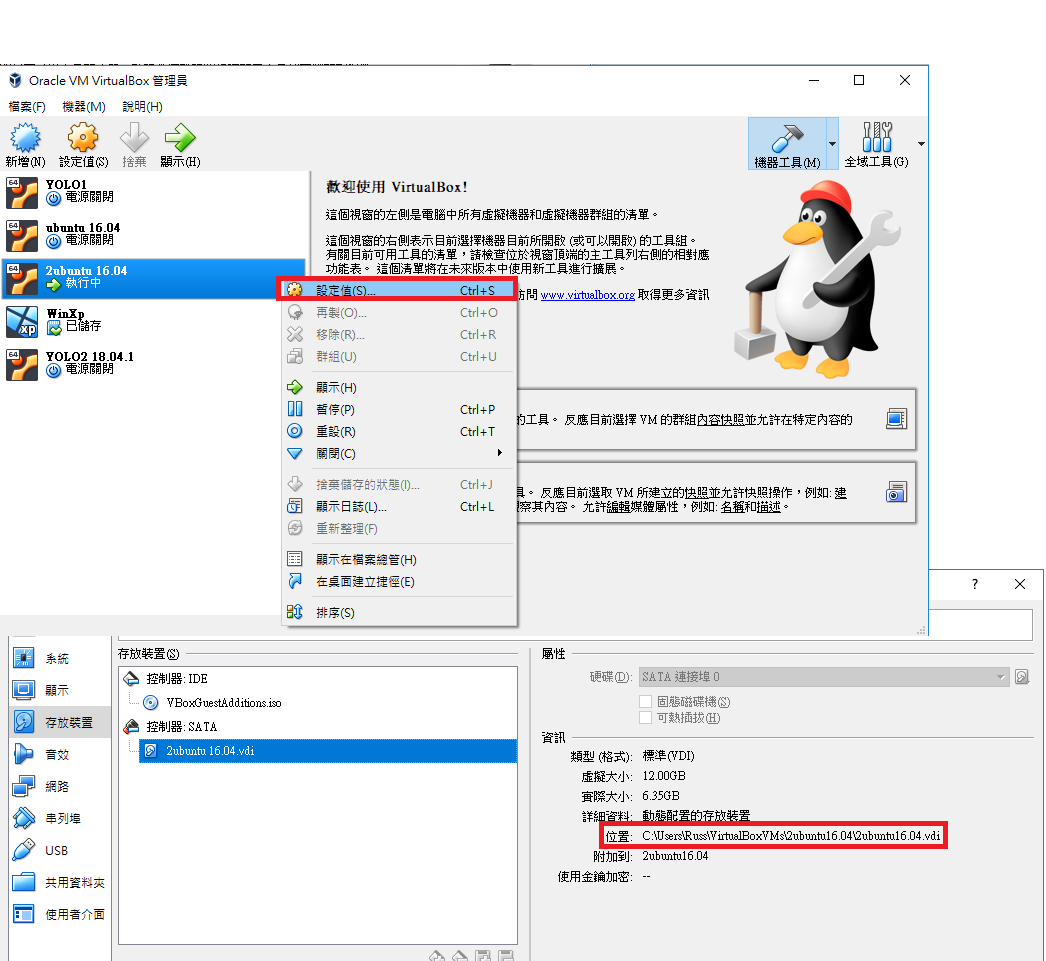 Oracle VM VirtualBox 管理員
檔案(F) 機器(M) 說明(H)
新增(N) 設定值(S) 捨棄 顯示(H) 機器工具(M) 全域工具(G)
64 YOLO1
電源關閉
64 ubuntu 16.04
電源關閉
64 2ubuntu 16.04
執行中
xp WinXp
已儲存
64 YOLO2 18.04.1
電源關閉
歡迎使用 VirtualBox!
這個視窗的左側是電腦中所有虛擬機器和虛擬機器群組的清單。
這個視窗的右側表示目前選擇機器目前所開啟 (或可以開啟) 的工具組。
有關目前可用工具的清單，請檢查位於視窗頂端的主工具列右側的相對應
功能表。 這個清單將在未來版本中使用新工具進行擴展。
訪問 www.virtualbox.org 取得更多資訊
的工具。 反應目前選擇 VM 的群組內容快照並允許在特定內容的
具。 反應目前選取 VM 所建立的快照並允許快照操作，例如: 建
察其內容。 允許編輯媒體屬性，例如: 名稱和描述。
設定值(S)... Ctrl+S
再製(O)... Ctrl+O
移除(R)... Ctrl+R
群組(U) Ctrl+U
顯示(H)
暫停(P) Ctrl+P
重設(R) Ctrl+T
關閉(C)
捨棄儲存的狀態(I)... Ctrl+J
顯示日誌(L)... Ctrl+L
重新整理(F)
顯示在檔案總管(H)
在桌面建立捷徑(E)
排序(S)
? 
系統
顯示
存放裝置
音效
網路
串列埠
USB
共用資料夾
使用者介面
存放裝置(S)
控制器: IDE
VBoxGuestAdditions.iso
控制器: SATA
2ubuntu 16.04.vdi
屬性
硬碟(D): SATA 連接埠 0
固態磁碟機(S)
可熱插拔(H)
資訊
類型 (格式): 標準(VDI)
虛擬大小: 12.00GB
實際大小: 6.35GB
詳細資料: 動態配置的存放裝置
位置: C:\Users\Russ\VirtualBoxVMs\2ubuntu16.04\2ubuntu16.04.vdi
附加到: 2ubuntu16.04
使用金鑰加密: --